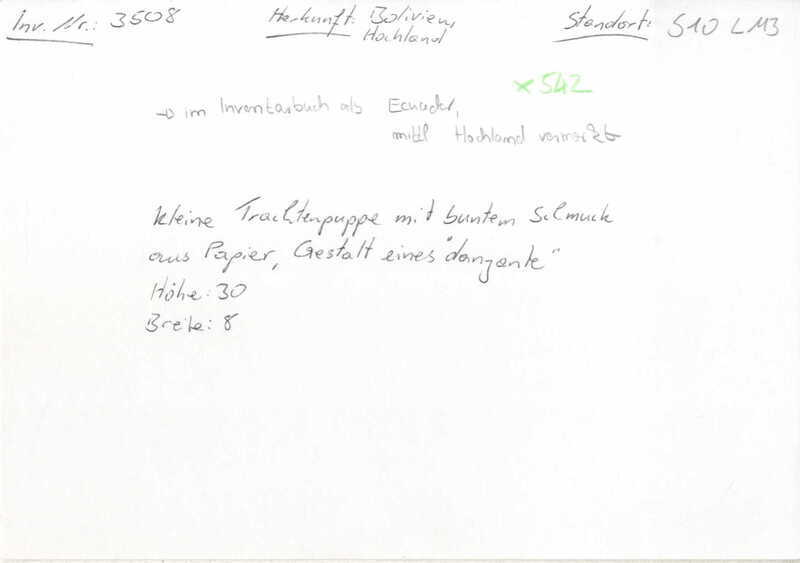 Inv. Nr.: 3508 Herkunft: Bolivien, Standort: S10 LM3
Hochland
x 542
→ im Inventarbuch als Ecuador,
mittl Hochland vermerkt
kleine Trachtenpuppe mit buntem Schmuck
aus Papier, Gestalt eines "danzante"
Höhe: 30
Breite: 8